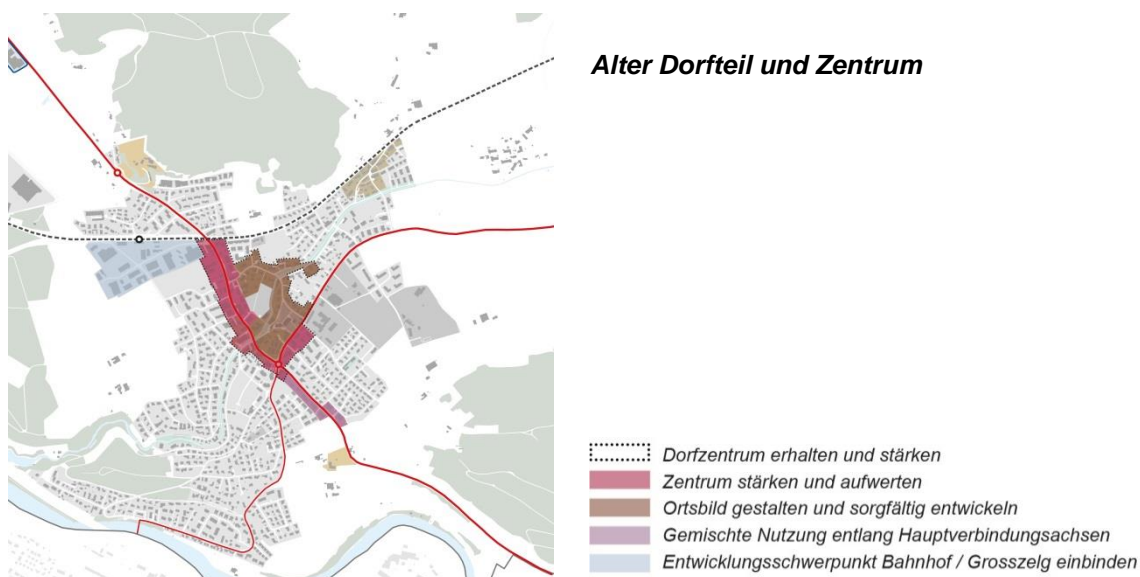 Alter Dorfteil und Zentrum
Dorfzentrum erhalten und stärken
Zentrum stärken und aufwerten
Ortsbild gestalten und sorgfältig entwickeln
Gemischte Nutzung entlang Hauptverbindungsachsen
Entwicklungsschwerpunkt Bahnhof / Grosszelg einbinden